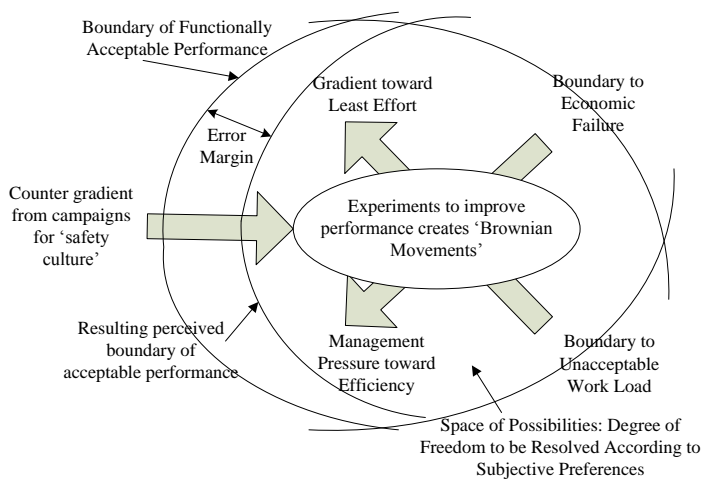 Boundary of Functionally
Acceptable Performance
Gradient toward
Least Effort
Boundary to
Economic
Failure
Error
Margin
Counter gradient
from campaigns
for ‘safety
culture’
Experiments to improve
performance creates ‘Brownian
Movements’
Resulting perceived
boundary of
acceptable performance
Management
Pressure toward
Efficiency
Boundary to
Unacceptable
Work Load
Space of Possibilities: Degree of
Freedom to be Resolved According to
Subjective Preferences